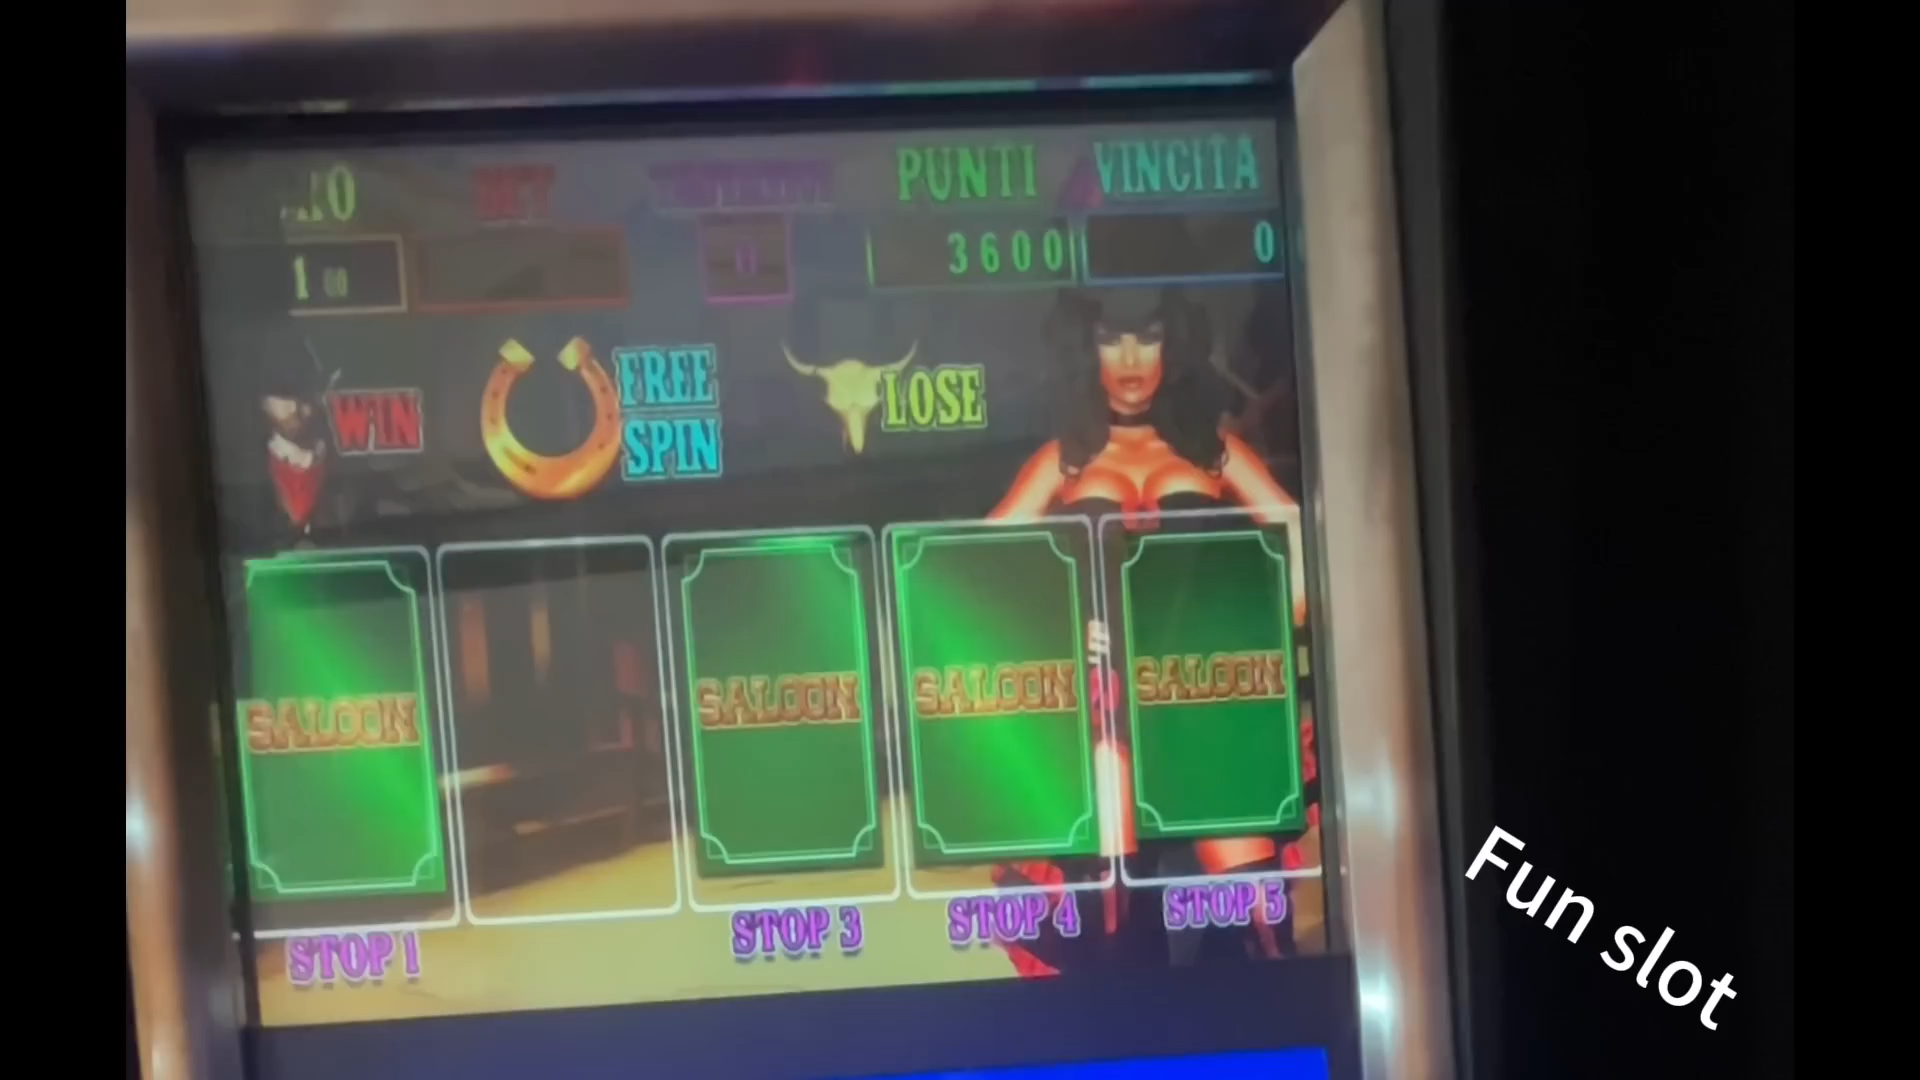 PUNTI VINCITA
3600 0
WIN
FREE
SPIN
LOSE
SALOON SALOON SALOON SALOON
STOP 1 STOP 3 STOP 4 STOP 5
Fun slot